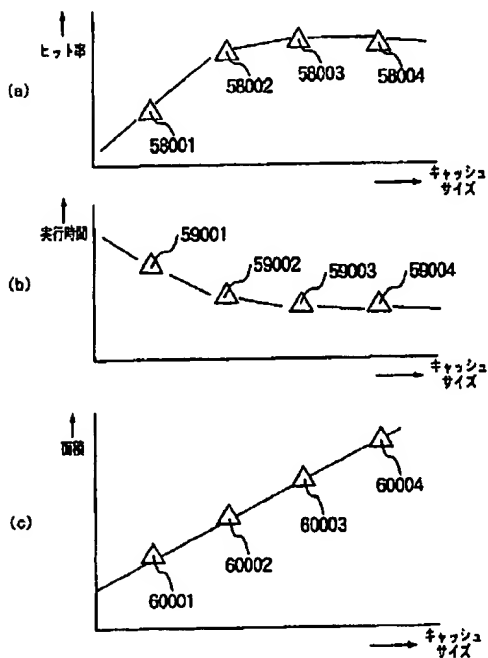 ヒット率
(a)
58001
58002
58003
58004
キャッシュ
サイズ
実行時間
(b)
59001
59002
59003
59004
キャッシュ
サイズ
面積
(c)
60001
60002
60003
60004
キャッシュ
サイズ